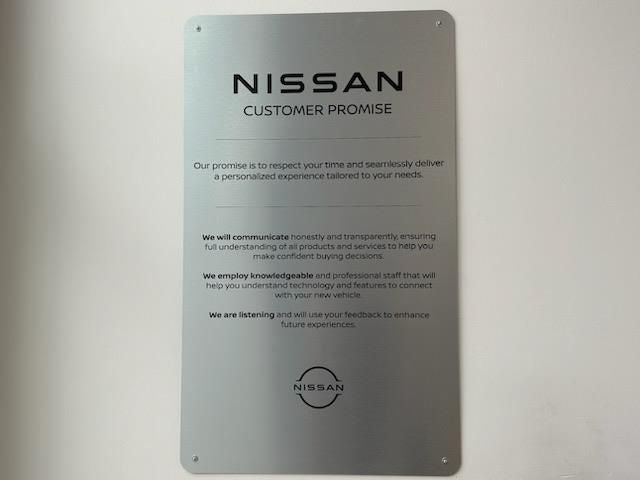 NISSAN
CUSTOMER PROMISE
Our promise is to respect your time and seamlessly deliver
a personalized experience tailored to your needs.
We will communicate honestly and transparently, ensuring
full understanding of all products and services to help you
make confident buying decisions.
We employ knowledgeable and professional staff that will
help you understand technology and features to connect
with your new vehicle.
We are listening and will use your feedback to enhance
future experiences.
NISSAN